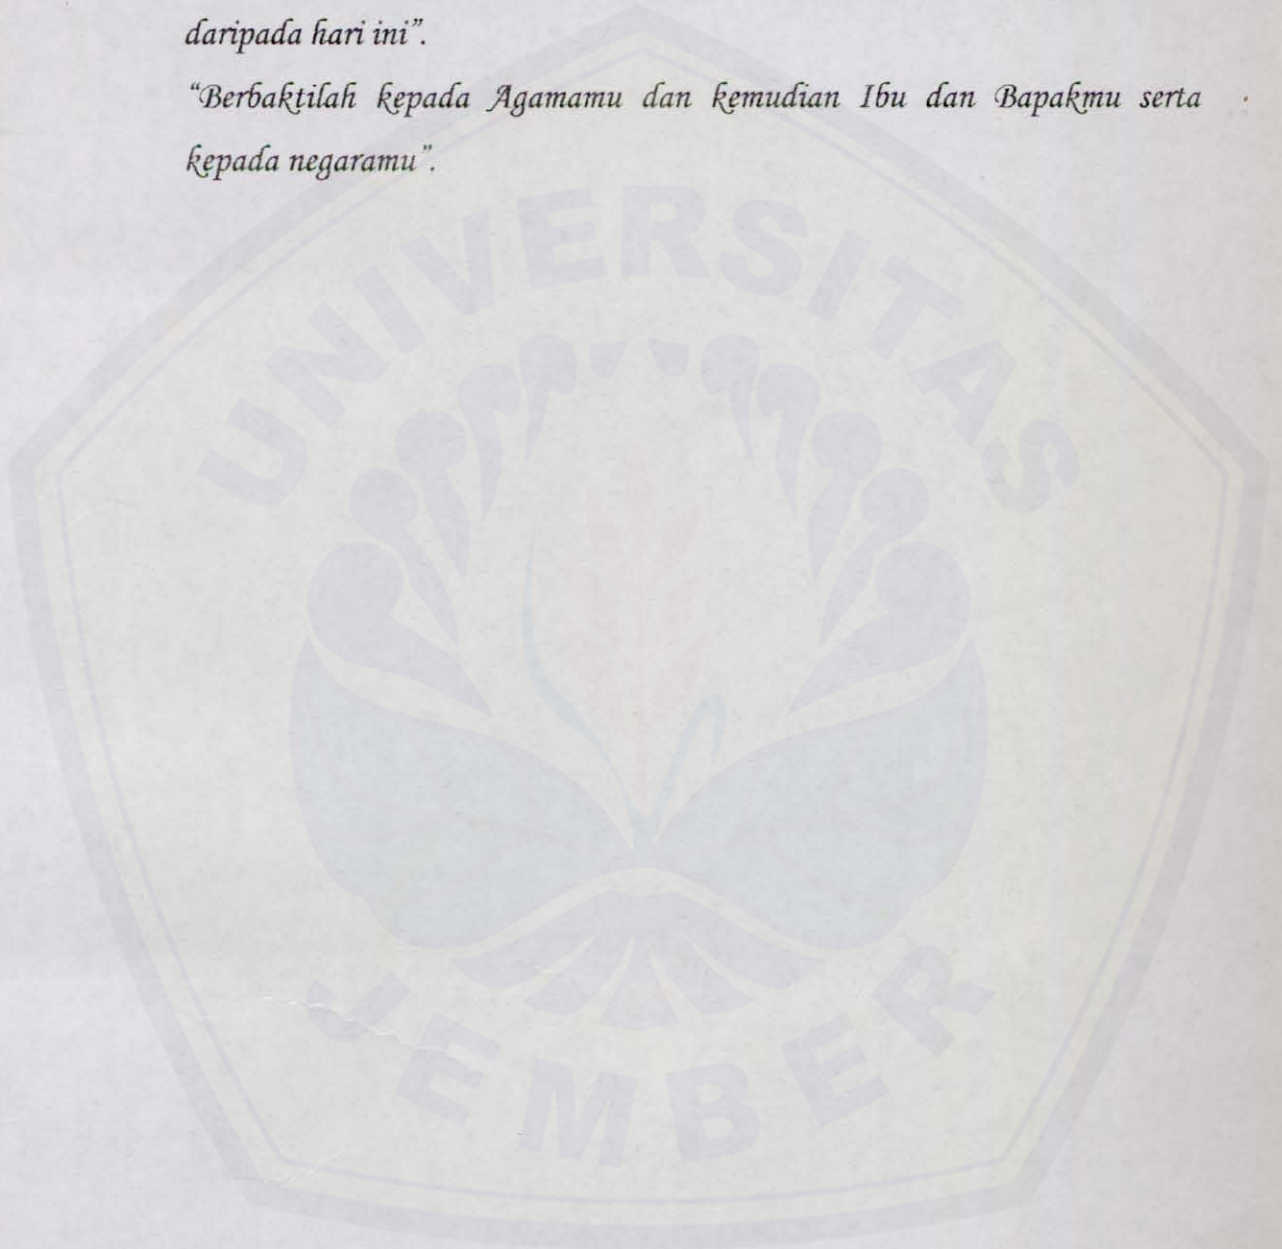 daripada hari ini”.
“Berbaktilah kepada Agamamu dan kemudian Ibu dan Bapakmu serta
kepada negaramu”.
UNIVERSITAS
JEMBER